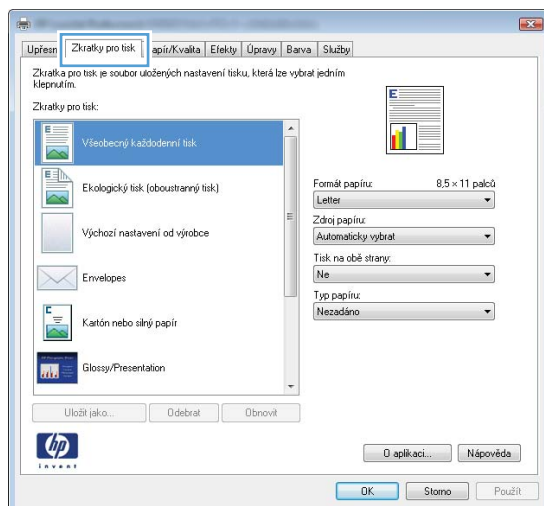 Upřesn Zkratky pro tisk apír/Kvalita Efekty Úpravy Barva Služby
Zkratka pro tisk je soubor uložených nastavení tisku, která lze vybrat jedním
klepnutím.
Zkratky pro tisk:
E
Všeobecný každodenní tisk
E
Ekologický tisk (oboustranný tisk)
Výchozí nastavení od výrobce
Envelopes
Kartón nebo silný papír
Glossy/Presentation
Uložit jako... Odebrat Obnovit
E
Formát papíru: 8,5 × 11 palců
Letter
Zdroj papíru:
Automaticky vybrat
Tisk na obě strany:
Ne
Typ papíru:
Nezadáno
hp
invent
O aplikaci... Nápověda
OK Storno Použít